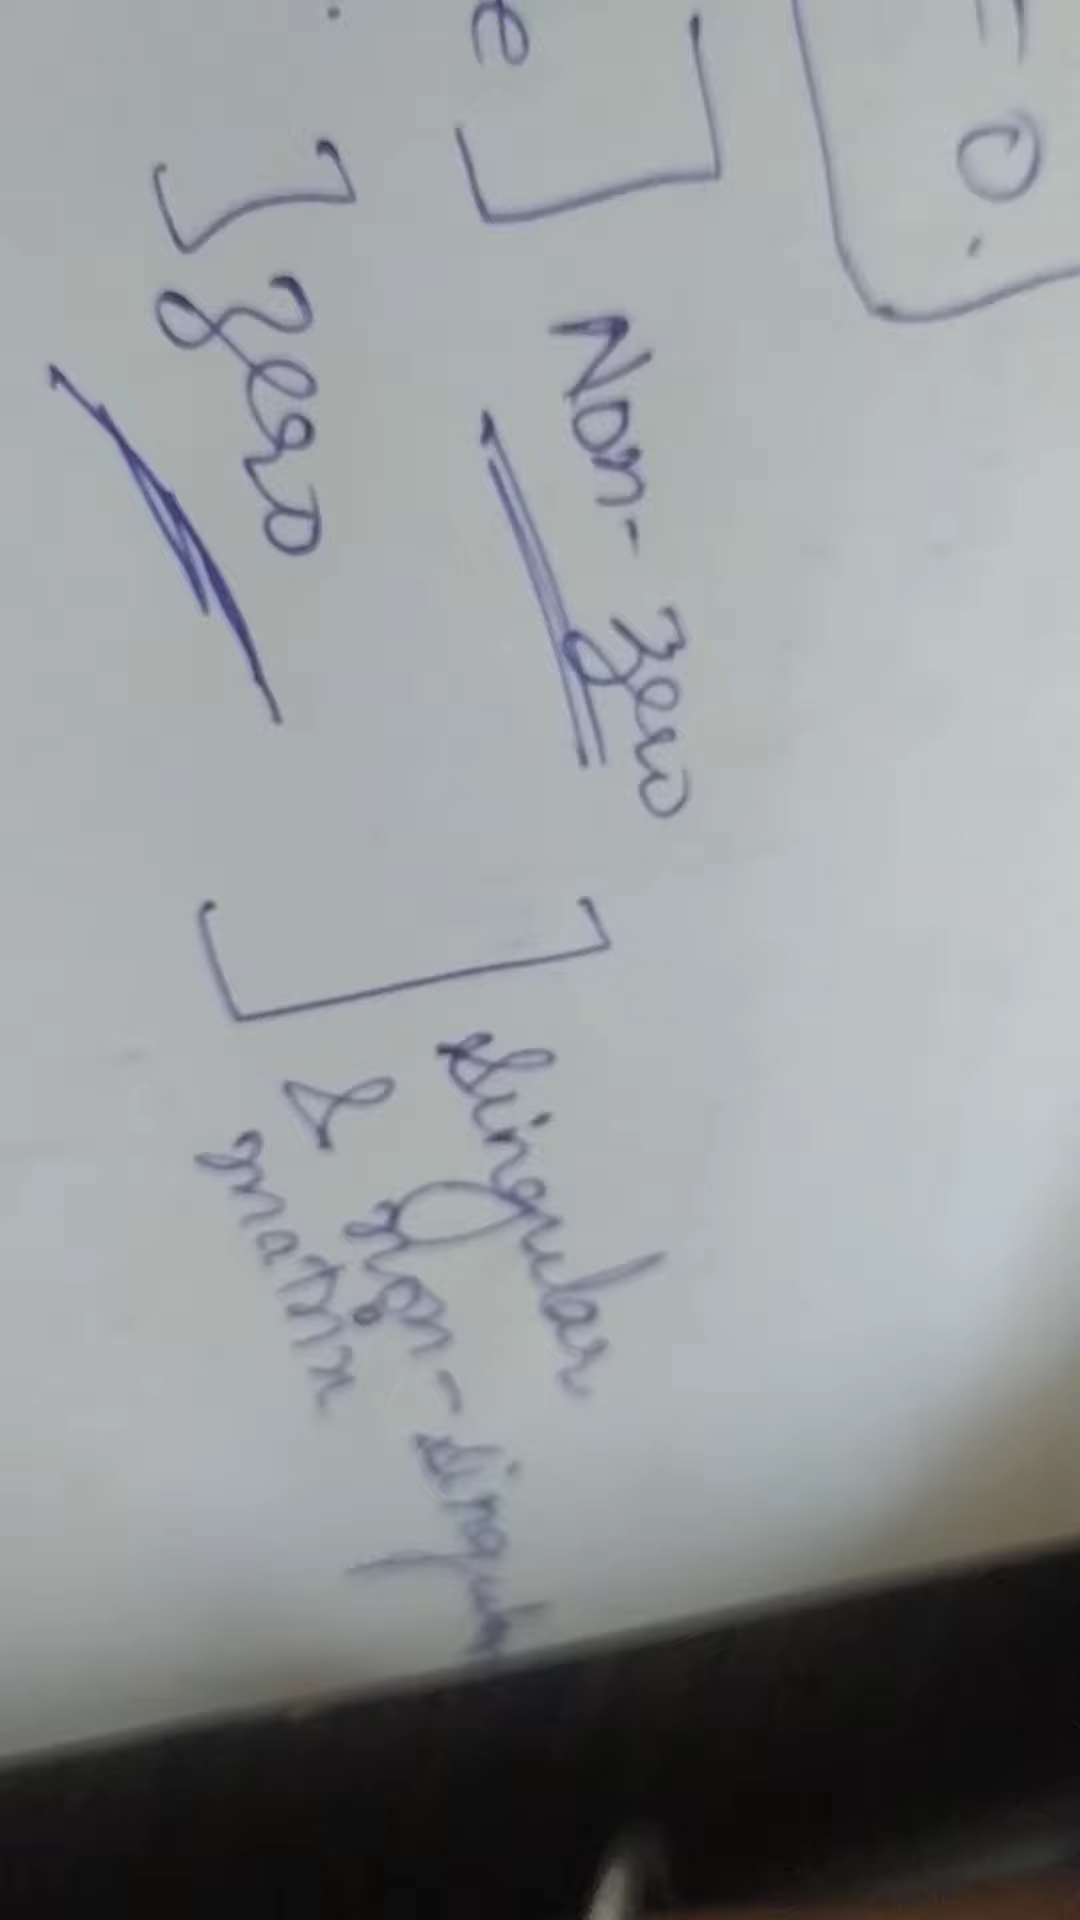 = 0.
e ] Non-zero
] zero
] singular
& non-singular
matrix